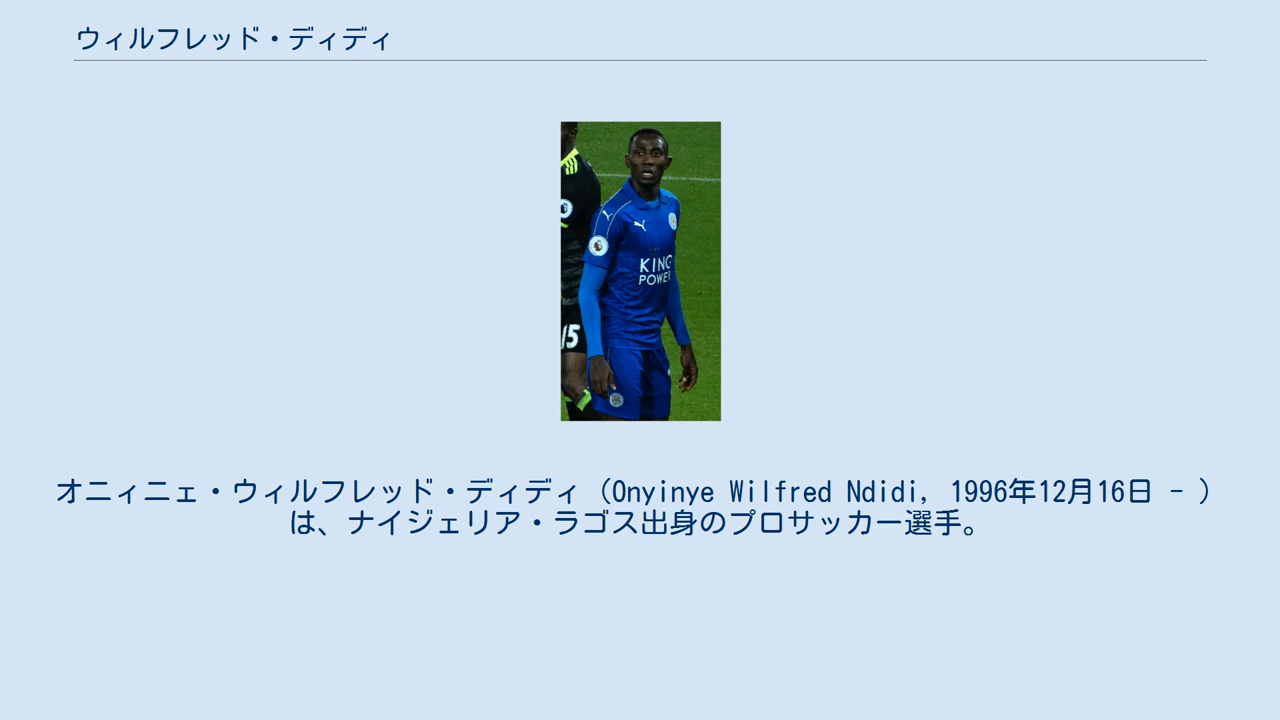 ウィルフレッド・ディディ
KING
POWER
15
オニィニェ・ウィルフレッド・ディディ（Onyinye Wilfred Ndidi, 1996年12月16日 - ）
は、ナイジェリア・ラゴス出身のプロサッカー選手。